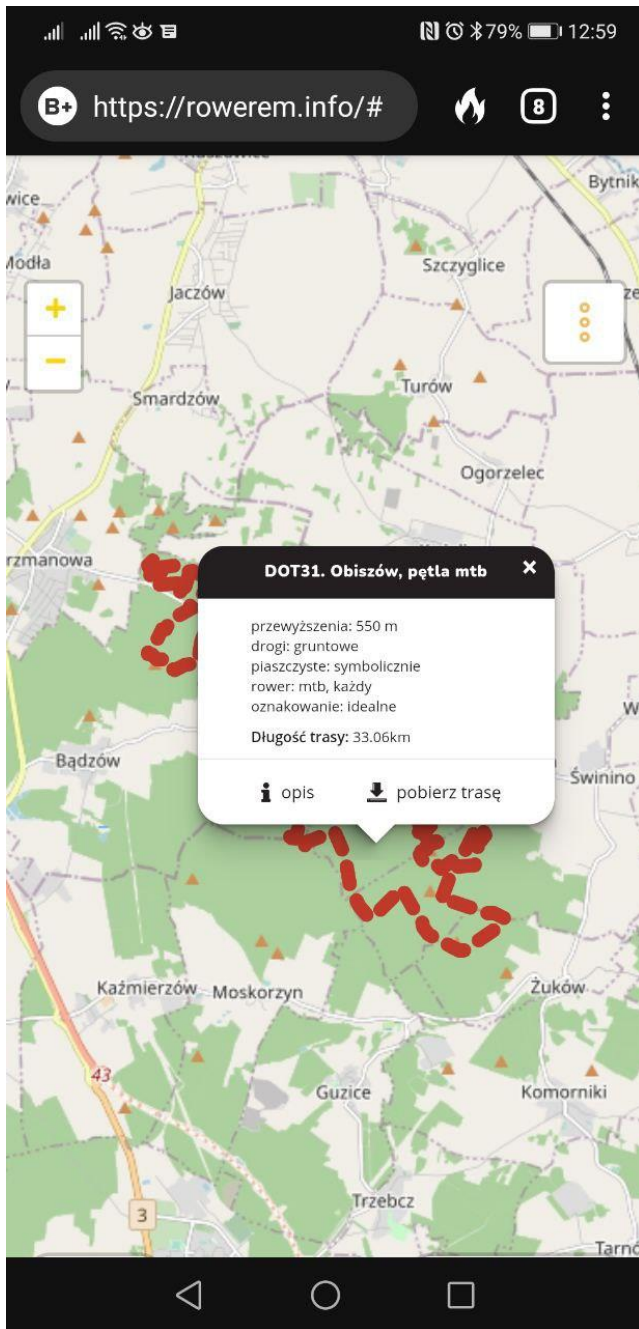 79% 12:59
B+ https://rowerem.info/# 8
Bytnik
wice
Modła
Szczyglice
Jaczów
+
−
Turów
Smardzów
Ogorzelec
rzmanowa
DOT31. Obiszów, pętla mtb ×
przewyższenia: 550 m
drogi: gruntowe
piaszczyste: symbolicznie
rower: mtb, każdy
oznakowanie: idealne
Długość trasy: 33.06km
i opis pobierz trasę
W
Bądzów
Świnino
Kaźmierzów
Moskorzyn
Żuków
43
Guzice
Komorniki
Trzebcz
3
Tarno